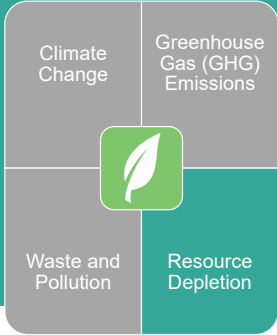 Climate
Change
Greenhouse
Gas (GHG)
Emissions
Waste and
Pollution
Resource
Depletion